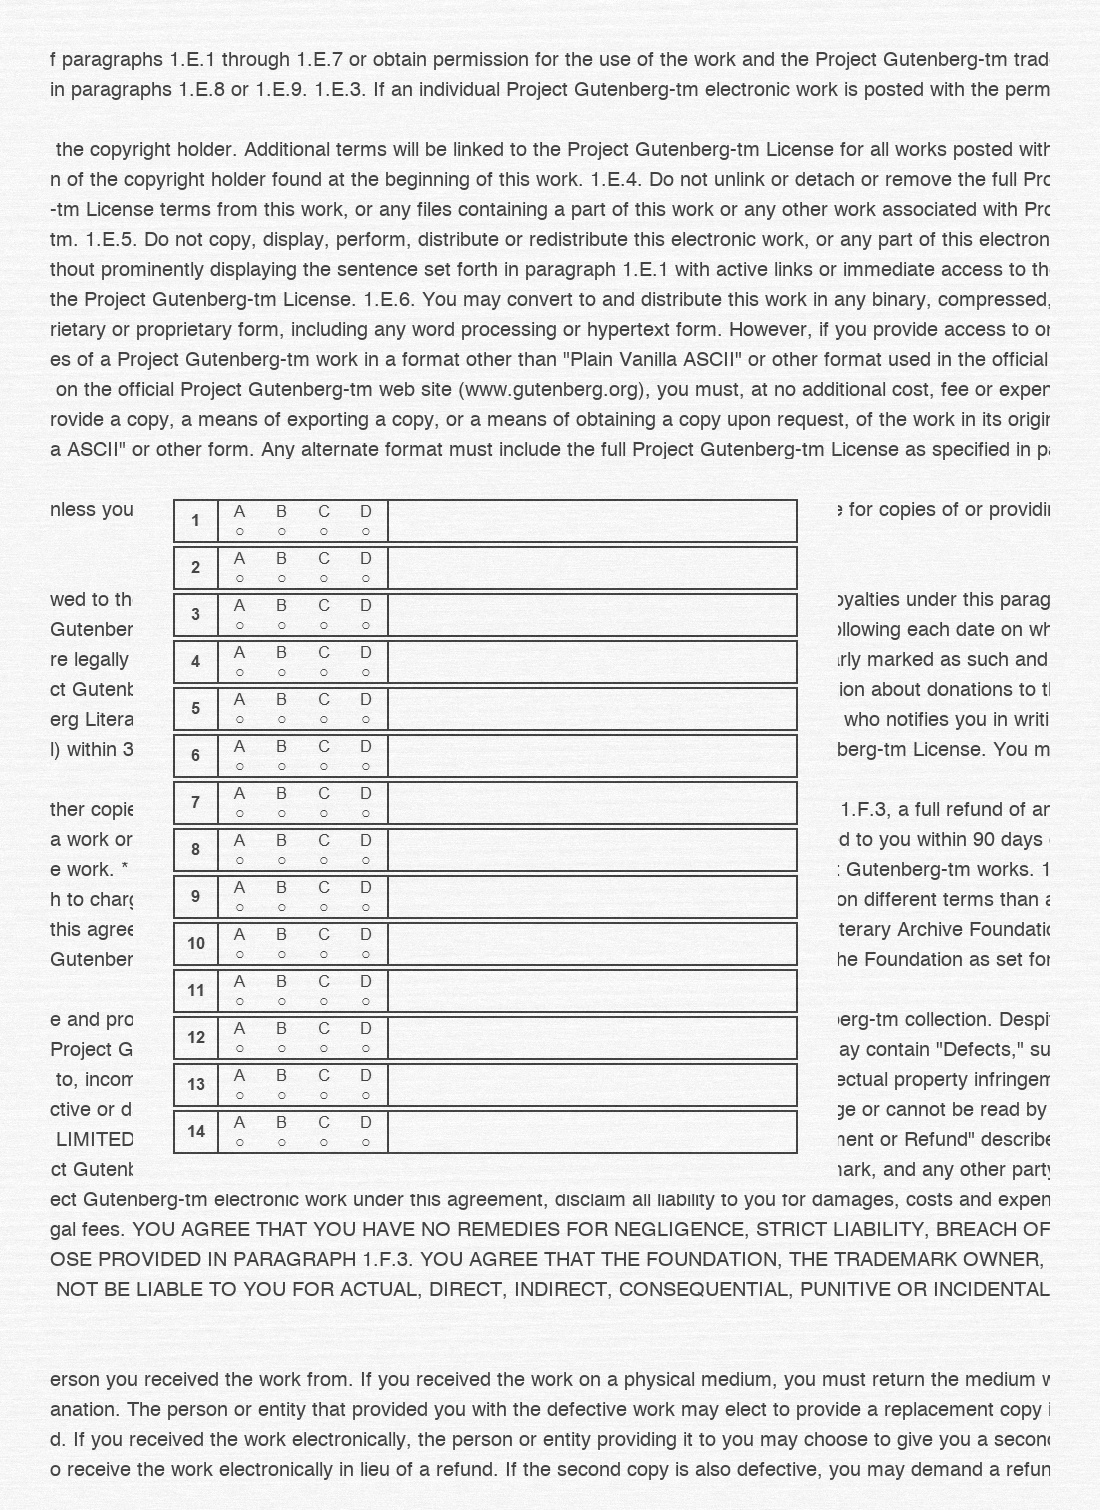 f paragraphs 1.E.1 through 1.E.7 or obtain permission for the use of the work and the Project Gutenberg-tm trad
in paragraphs 1.E.8 or 1.E.9. 1.E.3. If an individual Project Gutenberg-tm electronic work is posted with the perm
the copyright holder. Additional terms will be linked to the Project Gutenberg-tm License for all works posted with
n of the copyright holder found at the beginning of this work. 1.E.4. Do not unlink or detach or remove the full Pro
-tm License terms from this work, or any files containing a part of this work or any other work associated with Pro
tm. 1.E.5. Do not copy, display, perform, distribute or redistribute this electronic work, or any part of this electron
thout prominently displaying the sentence set forth in paragraph 1.E.1 with active links or immediate access to th
the Project Gutenberg-tm License. 1.E.6. You may convert to and distribute this work in any binary, compressed,
rietary or proprietary form, including any word processing or hypertext form. However, if you provide access to or
es of a Project Gutenberg-tm work in a format other than "Plain Vanilla ASCII" or other format used in the official
on the official Project Gutenberg-tm web site (www.gutenberg.org), you must, at no additional cost, fee or expen
rovide a copy, a means of exporting a copy, or a means of obtaining a copy upon request, of the work in its origin
a ASCII" or other form. Any alternate format must include the full Project Gutenberg-tm License as specified in pa
nless you
e for copies of or providin
1 A B C D
2 A B C D
wed to th
oyalties under this parag
3 A B C D
Gutenber
ollowing each date on wh
4 A B C D
re legally
arly marked as such and
ct Gutenb
ion about donations to th
5 A B C D
erg Litera
who notifies you in writi
6 A B C D
l) within 3
berg-tm License. You m
7 A B C D
ther copie
1.F.3, a full refund of an
8 A B C D
a work or
d to you within 90 days
e work. *
t Gutenberg-tm works. 1
9 A B C D
h to charg
on different terms than a
this agree
terary Archive Foundatio
10 A B C D
Gutenber
he Foundation as set for
11 A B C D
e and pro
berg-tm collection. Despi
12 A B C D
Project G
ay contain "Defects," su
to, incom
ectual property infringem
13 A B C D
ctive or d
ge or cannot be read by
14 A B C D
LIMITED
ment or Refund" describe
ct Gutenb
mark, and any other party
ect Gutenberg-tm electronic work under this agreement, disclaim all liability to you for damages, costs and expen
gal fees. YOU AGREE THAT YOU HAVE NO REMEDIES FOR NEGLIGENCE, STRICT LIABILITY, BREACH OF
OSE PROVIDED IN PARAGRAPH 1.F.3. YOU AGREE THAT THE FOUNDATION, THE TRADEMARK OWNER,
NOT BE LIABLE TO YOU FOR ACTUAL, DIRECT, INDIRECT, CONSEQUENTIAL, PUNITIVE OR INCIDENTAL
erson you received the work from. If you received the work on a physical medium, you must return the medium w
anation. The person or entity that provided you with the defective work may elect to provide a replacement copy i
d. If you received the work electronically, the person or entity providing it to you may choose to give you a second
o receive the work electronically in lieu of a refund. If the second copy is also defective, you may demand a refun